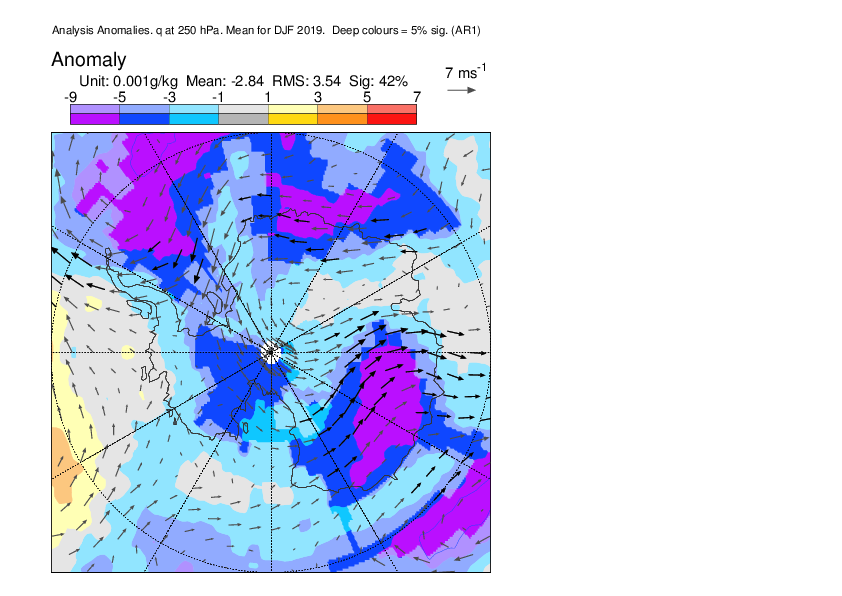 Analysis Anomalies. q at 250 hPa. Mean for DJF 2019. Deep colours = 5% sig. (AR1)
Anomaly
7 ms-1
Unit: 0.001g/kg Mean: -2.84 RMS: 3.54 Sig: 42%
-9 -5 -3 -1 1 3 5 7